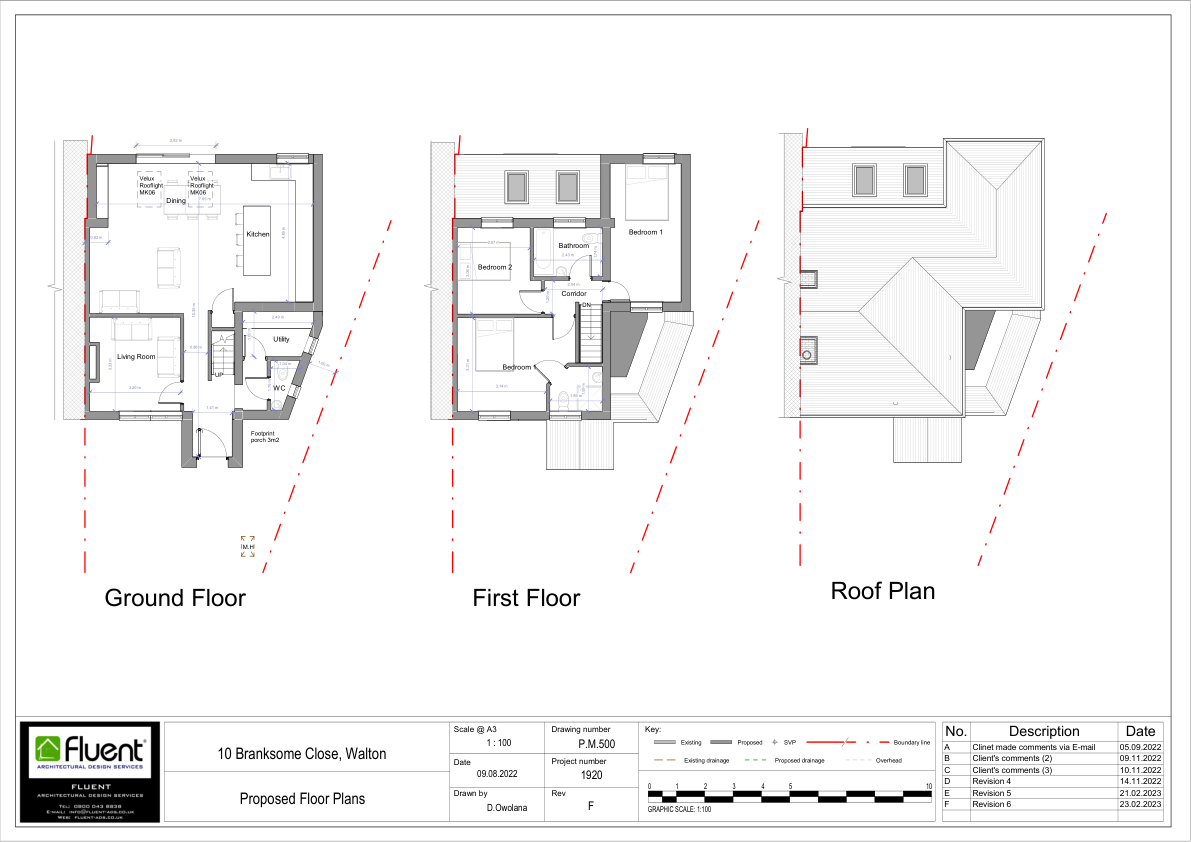 Velux
Rooflight
MK06
Velux
Rooflight
MK06
Dining
Kitchen
Living Room
UP
Utility
WC
Footprint
porch 3m2
M.H
Ground Floor
Bedroom 1
Bathroom
Bedroom 2
Corridor
DN
Bedroom
First Floor
Roof Plan
Fluent
ARCHITECTURAL DESIGN SERVICES
FLUENT
ARCHITECTURAL DESIGN SERVICES
TEL: 0800 043 8838
E-MAIL: INFO@FLUENT-ADS.CO.UK
WEB: FLUENT-ADS.CO.UK
10 Branksome Close, Walton
Proposed Floor Plans
Scale @ A3
1 : 100
Date
09.08.2022
Drawn by
D.Owolana
Drawing number
P.M.500
Project number
1920
Rev
F
Key:
Existing Proposed SVP Boundary line
Existing drainage Proposed drainage Overhead
0 1 2 3 4 5 10
GRAPHIC SCALE: 1:100
No. Description Date
A Clinet made comments via E-mail 05.09.2022
B Client's comments (2) 09.11.2022
C Client's comments (3) 10.11.2022
D Revision 4 14.11.2022
E Revision 5 21.02.2023
F Revision 6 23.02.2023